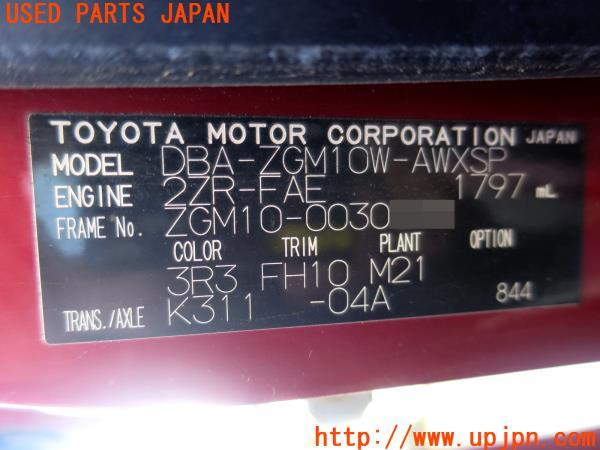 USED PARTS JAPAN
TOYOTA MOTOR CORPORATION JAPAN
MODEL DBA-ZGM10W-AWXSP
ENGINE 2ZR-FAE 1797 mL
FRAME No. ZGM10-0030
COLOR TRIM PLANT OPTION
3R3 FH10 M21
TRANS./AXLE K311 -04A 844
http://www.upjpn.com/